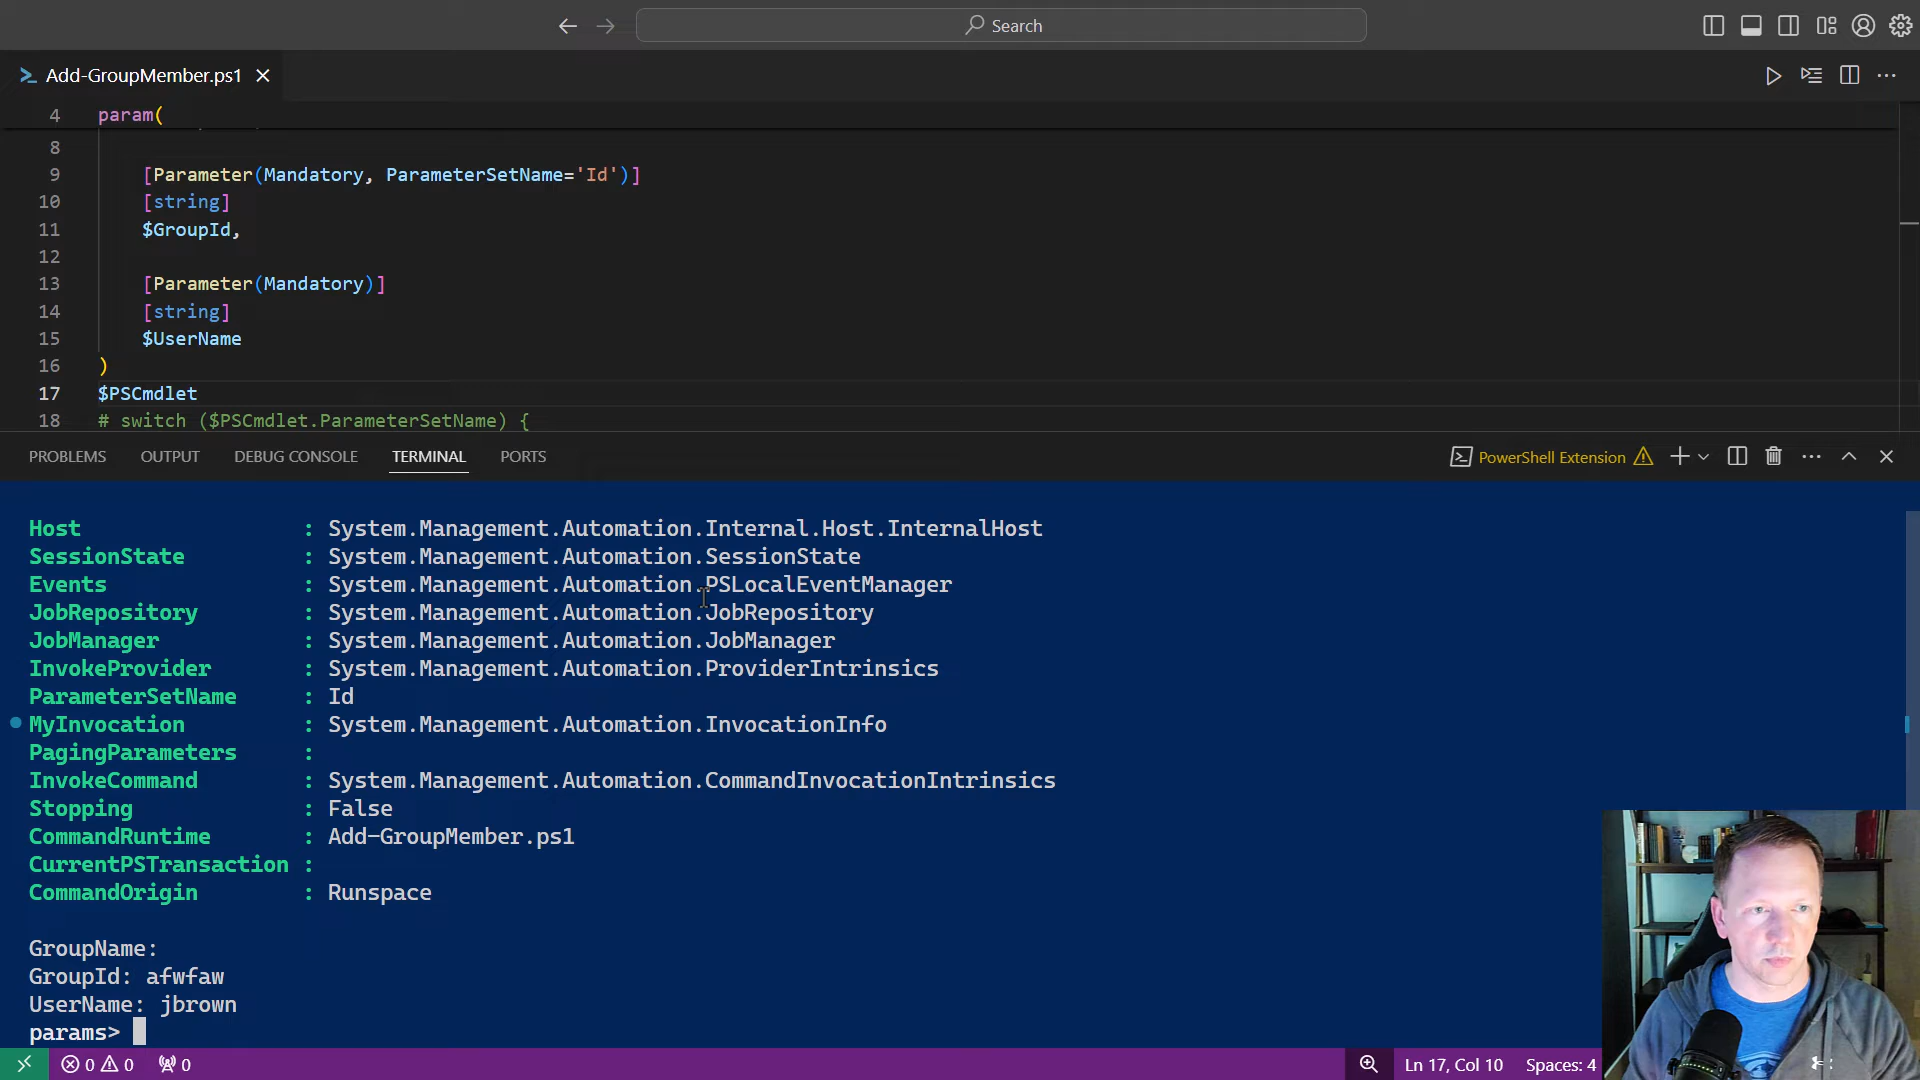 Search
Add-GroupMember.ps1
4 param(
8
9 [Parameter(Mandatory, ParameterSetName='Id')]
10 [string]
11 $GroupId,
12
13 [Parameter(Mandatory)]
14 [string]
15 $UserName
16 )
17 $PSCmdlet
18 # switch ($PSCmdlet.ParameterSetName) {
PROBLEMS OUTPUT DEBUG CONSOLE TERMINAL PORTS PowerShell Extension
Host : System.Management.Automation.Internal.Host.InternalHost
SessionState : System.Management.Automation.SessionState
Events : System.Management.Automation.PSLocalEventManager
JobRepository : System.Management.Automation.JobRepository
JobManager : System.Management.Automation.JobManager
InvokeProvider : System.Management.Automation.ProviderIntrinsics
ParameterSetName : Id
MyInvocation : System.Management.Automation.InvocationInfo
PagingParameters :
InvokeCommand : System.Management.Automation.CommandInvocationIntrinsics
Stopping : False
CommandRuntime : Add-GroupMember.ps1
CurrentPSTransaction :
CommandOrigin : Runspace
GroupName:
GroupId: afwfaw
UserName: jbrown
params>
0 0 0 Ln 17, Col 10 Spaces: 4